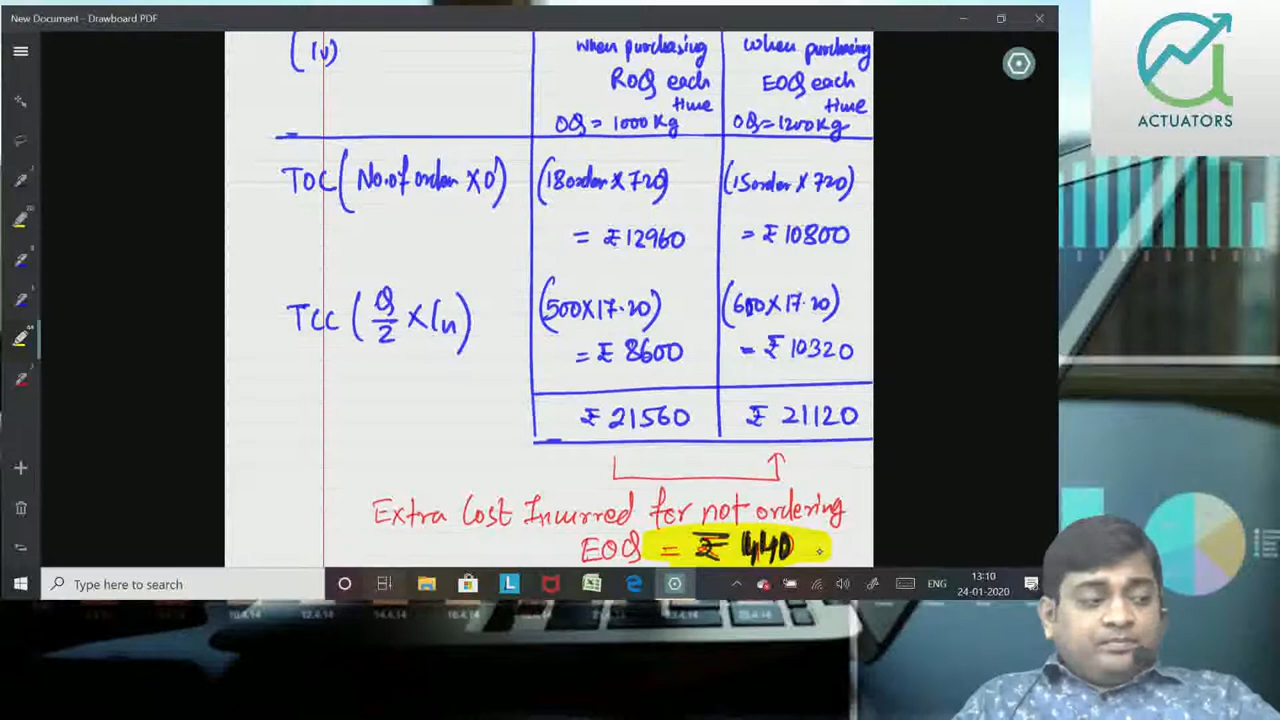 New Document - Drawboard PDF
ACTUATORS
(iv)
When purchasing ROQ each time OQ = 1000 Kg
When purchasing EOQ each time OQ = 1200 Kg
TOC (No. of order × O)
(18 order × 720)
= ₹ 12960
(15 order × 720)
= ₹ 10800
TCC (Q/2 × Cu)
(500 × 17.20)
= ₹ 8600
(600 × 17.20)
= ₹ 10320
₹ 21560
₹ 21120
Extra Cost Incurred for not ordering
EOQ = ₹ 440
Type here to search
ENG
13:10
24-01-2020